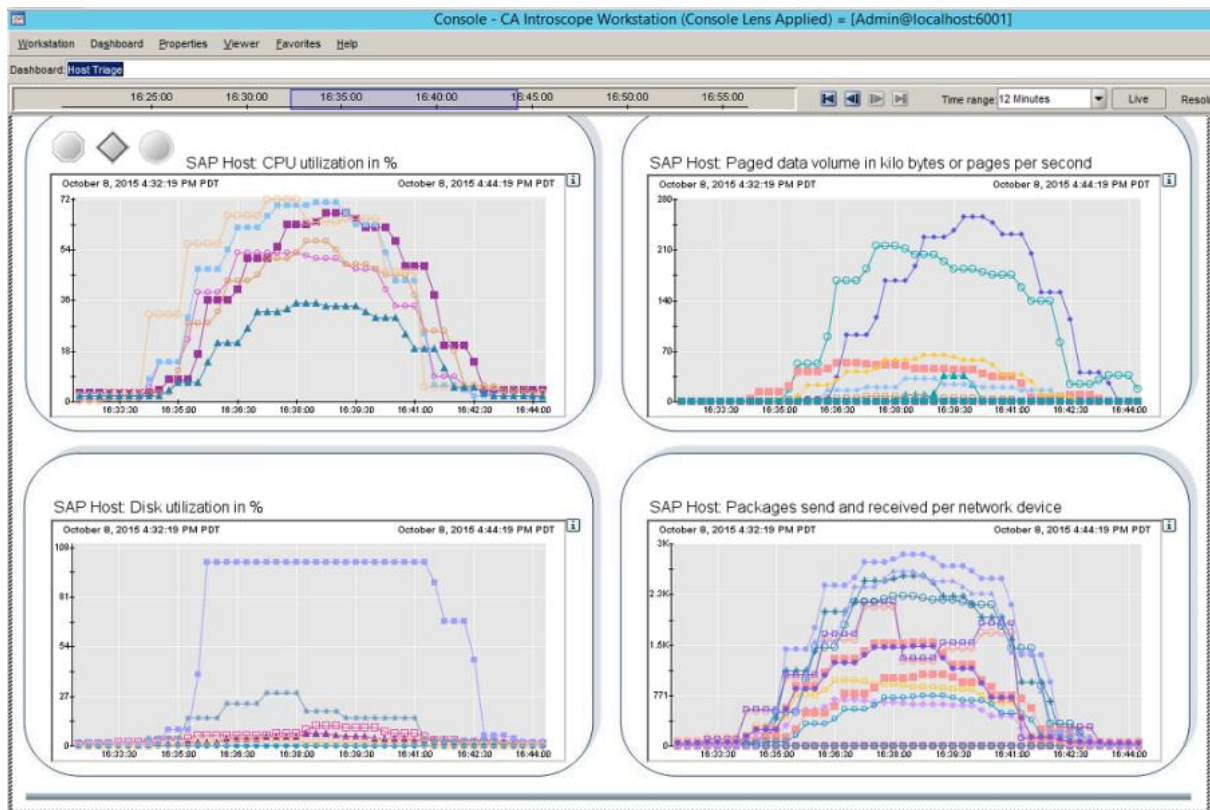 Console - CA Introscope Workstation (Console Lens Applied) = [Admin@localhost:6001]
Workstation Dashboard Properties Viewer Favorites Help
Dashboard: Host Triage
16:25:00 16:30:00 16:35:00 16:40:00 16:45:00 16:50:00 16:55:00 Time range: 12 Minutes Live Resol
SAP Host: CPU utilization in %
October 8, 2015 4:32:19 PM PDT October 8, 2015 4:44:19 PM PDT
72
54
36
18
0
16:33:30 16:35:00 16:36:30 16:38:00 16:39:30 16:41:00 16:42:30 16:44:00
SAP Host: Paged data volume in kilo bytes or pages per second
October 8, 2015 4:32:19 PM PDT October 8, 2015 4:44:19 PM PDT
280
210
140
70
0
16:33:30 16:35:00 16:36:30 16:38:00 16:39:30 16:41:00 16:42:30 16:44:00
SAP Host: Disk utilization in %
October 8, 2015 4:32:19 PM PDT October 8, 2015 4:44:19 PM PDT
81
54
27
0
16:33:30 16:35:00 16:36:30 16:38:00 16:39:30 16:41:00 16:42:30 16:44:00
SAP Host: Packages send and received per network device
October 8, 2015 4:32:19 PM PDT October 8, 2015 4:44:19 PM PDT
3K
2.3K
1.5K
771
0
16:33:30 16:35:00 16:36:30 16:38:00 16:39:30 16:41:00 16:42:30 16:44:00